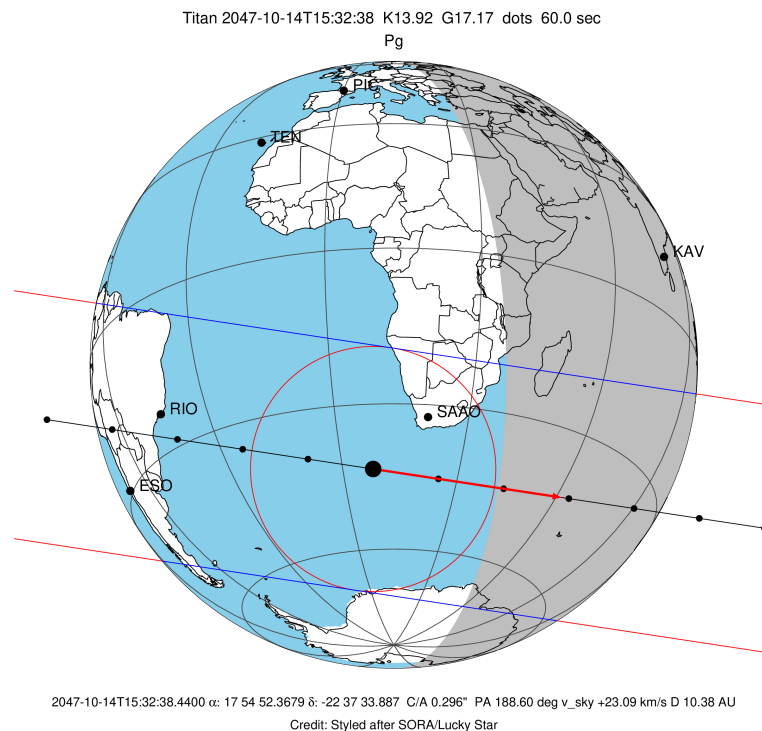 Titan 2047-10-14T15:32:38 K13.92 G17.17 dots 60.0 sec
Pg
PIC
TEN
KAV
RIO
SAAO
ESO
2047-10-14T15:32:38.4400 α: 17 54 52.3679 δ: -22 37 33.887 C/A 0.296" PA 188.60 deg v_sky +23.09 km/s D 10.38 AU
Credit: Styled after SORA/Lucky Star